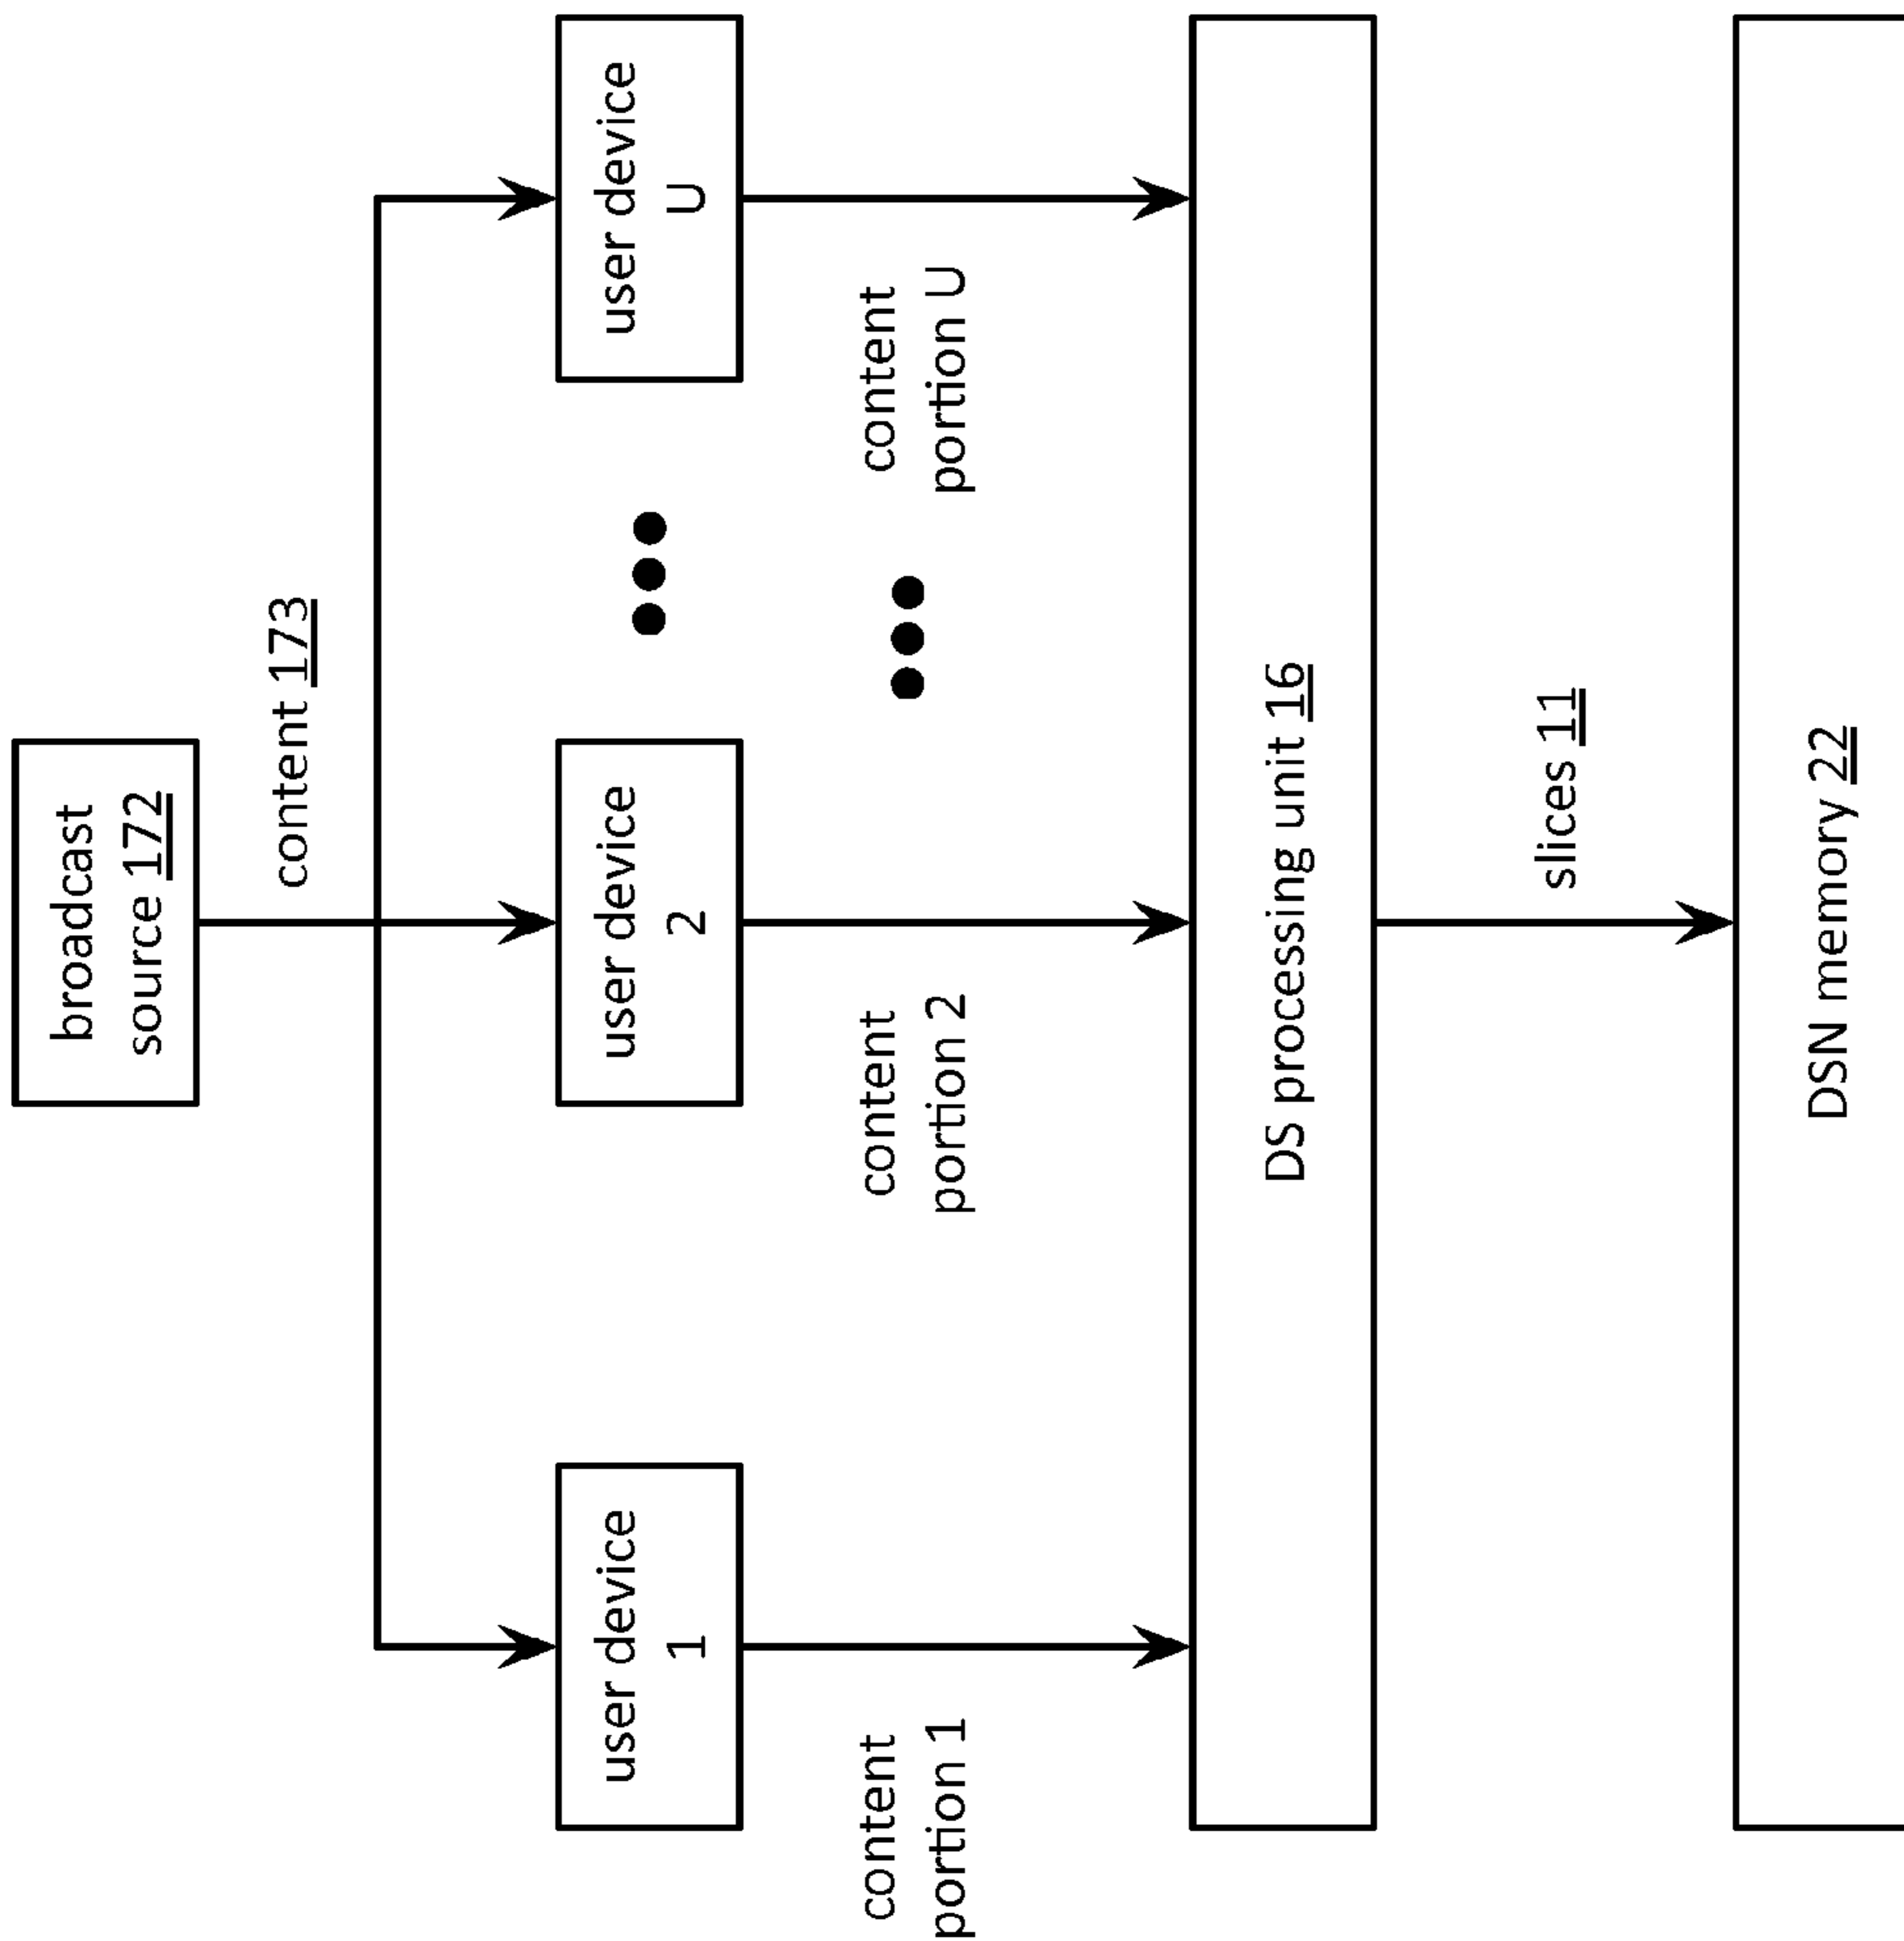 broadcast
source 172
content 173
user device
1
user device
2
user device
U
content
portion 1
content
portion 2
content
portion U
DS processing unit 16
slices 11
DSN memory 22